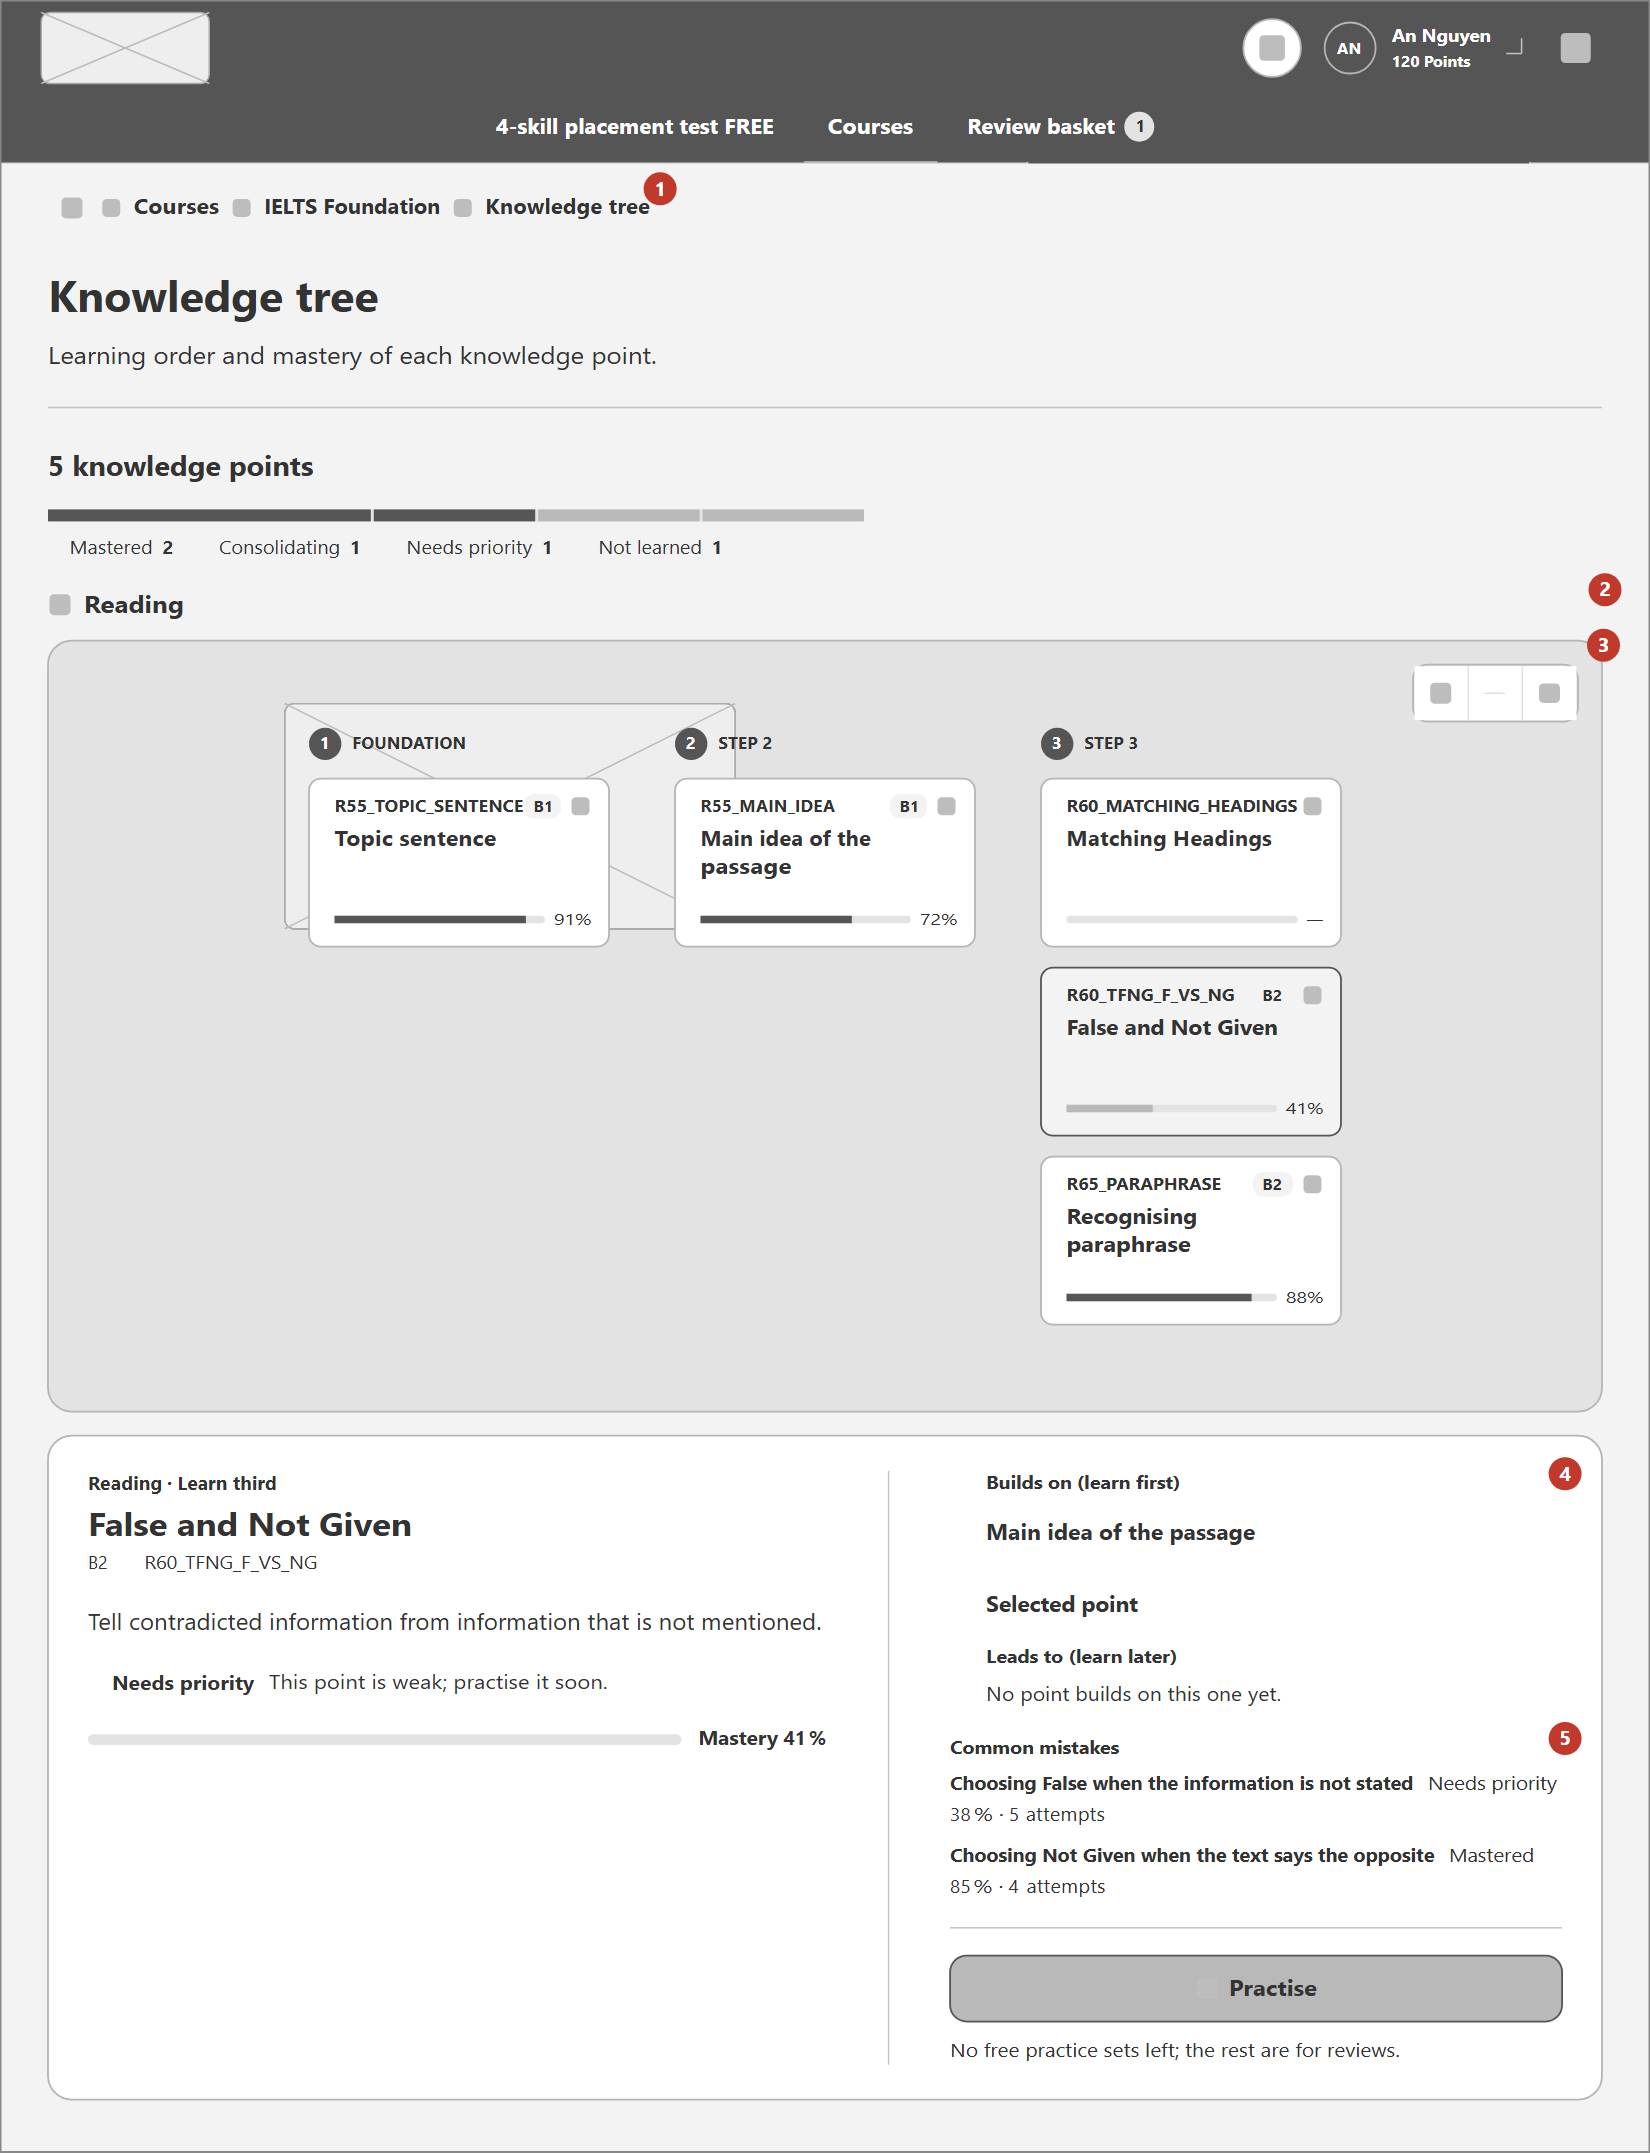 AN
An Nguyen
120 Points
4-skill placement test FREE
Courses
Review basket 1
1
Courses
IELTS Foundation
Knowledge tree
Knowledge tree
Learning order and mastery of each knowledge point.
5 knowledge points
Mastered 2
Consolidating 1
Needs priority 1
Not learned 1
Reading
2
3
1 FOUNDATION
2 STEP 2
3 STEP 3
R55_TOPIC_SENTENCE B1
Topic sentence
91%
R55_MAIN_IDEA B1
Main idea of the
passage
72%
R60_MATCHING_HEADINGS
Matching Headings
—
R60_TFNG_F_VS_NG B2
False and Not Given
41%
R65_PARAPHRASE B2
Recognising
paraphrase
88%
Reading · Learn third
False and Not Given
B2 R60_TFNG_F_VS_NG
Tell contradicted information from information that is not mentioned.
Needs priority This point is weak; practise it soon.
Mastery 41%
4
Builds on (learn first)
Main idea of the passage
Selected point
Leads to (learn later)
No point builds on this one yet.
5
Common mistakes
Choosing False when the information is not stated Needs priority
38% · 5 attempts
Choosing Not Given when the text says the opposite Mastered
85% · 4 attempts
Practise
No free practice sets left; the rest are for reviews.